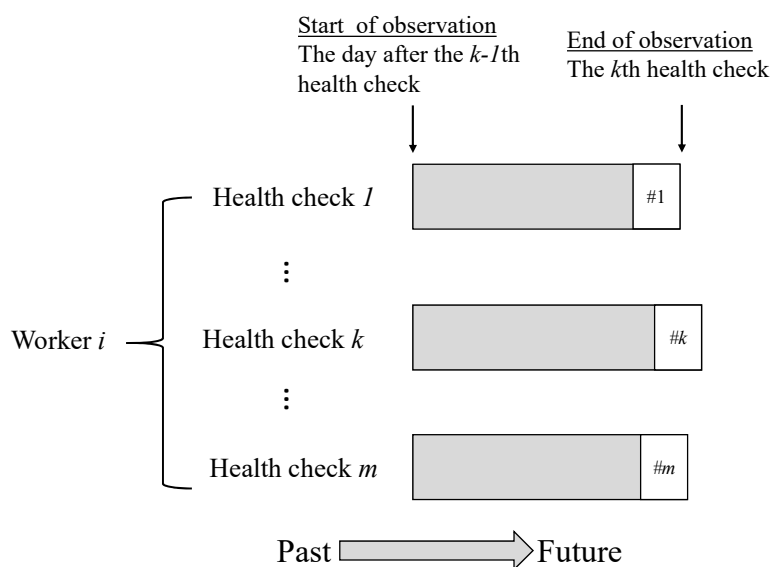 Start of observation
The day after the k-1th
health check
End of observation
The kth health check
Health check 1
#1
Worker i
Health check k
#k
Health check m
#m
Past
Future